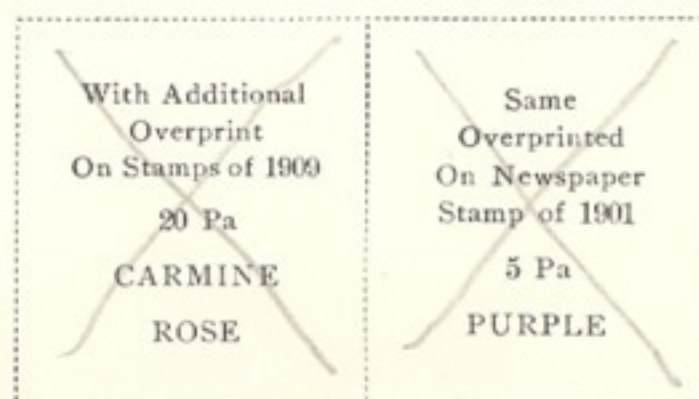 With Additional
Overprint
On Stamps of 1909
20 Pa
CARMINE
ROSE
Same
Overprinted
On Newspaper
Stamp of 1901
5 Pa
PURPLE